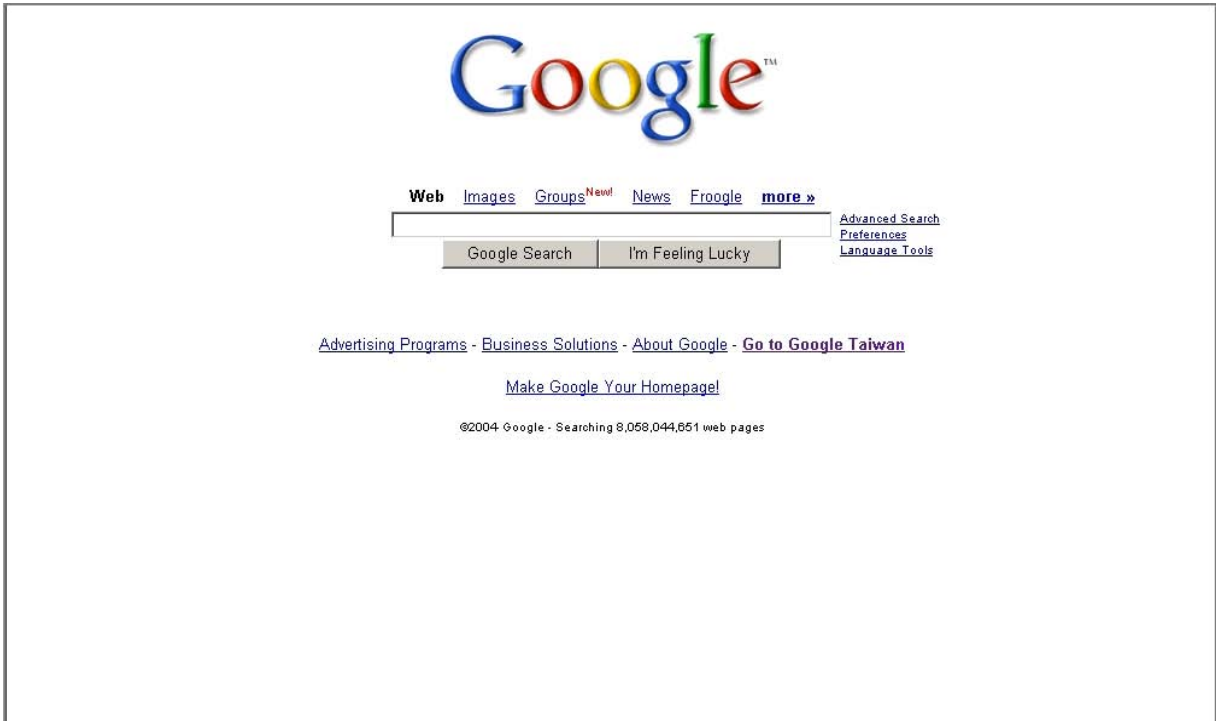 Google™
Web Images Groups New! News Froogle more »
Advanced Search
Preferences
Language Tools
Google Search I'm Feeling Lucky
Advertising Programs - Business Solutions - About Google - Go to Google Taiwan
Make Google Your Homepage!
©2004 Google - Searching 8,058,044,651 web pages